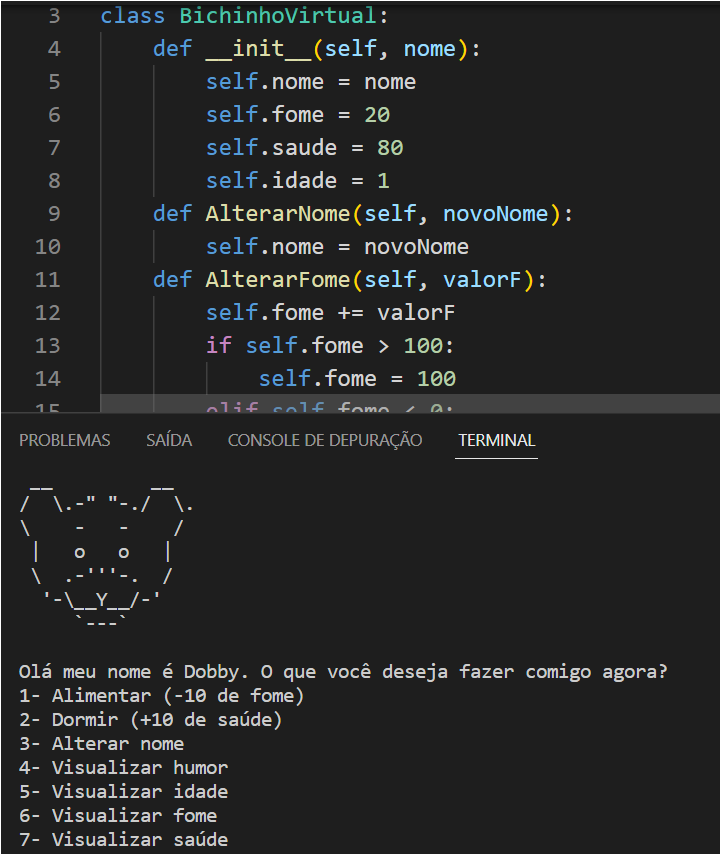 3 class BichinhoVirtual:
4     def __init__(self, nome):
5         self.nome = nome
6         self.fome = 20
7         self.saude = 80
8         self.idade = 1
9     def AlterarNome(self, novoNome):
10         self.nome = novoNome
11     def AlterarFome(self, valorF):
12         self.fome += valorF
13         if self.fome > 100:
14             self.fome = 100
15         elif self.fome < 0:
PROBLEMAS SAÍDA CONSOLE DE DEPURAÇÃO TERMINAL
 __         __
/  \.-" "-./  \.
\    -   -    /
 |   o   o   |
 \  .-'''-.  /
  '-\__Y__/-'
     `---`
Olá meu nome é Dobby. O que você deseja fazer comigo agora?
1- Alimentar (-10 de fome)
2- Dormir (+10 de saúde)
3- Alterar nome
4- Visualizar humor
5- Visualizar idade
6- Visualizar fome
7- Visualizar saúde